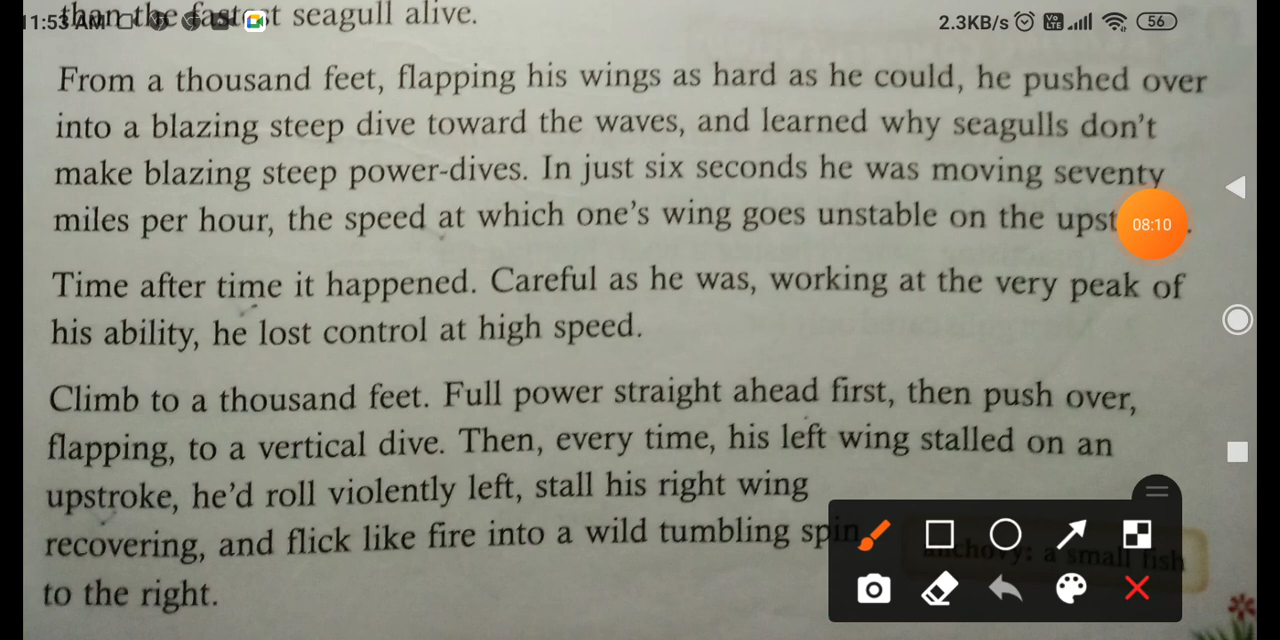 than the fastest seagull alive.
11:53 AM
2.3KB/s
Vo LTE
56
From a thousand feet, flapping his wings as hard as he could, he pushed over
into a blazing steep dive toward the waves, and learned why seagulls don't
make blazing steep power-dives. In just six seconds he was moving seventy
miles per hour, the speed at which one's wing goes unstable on the upst
08:10
Time after time it happened. Careful as he was, working at the very peak of
his ability, he lost control at high speed.
Climb to a thousand feet. Full power straight ahead first, then push over,
flapping, to a vertical dive. Then, every time, his left wing stalled on an
upstroke, he'd roll violently left, stall his right wing
recovering, and flick like fire into a wild tumbling spin
to the right.
anchovy: a small fish